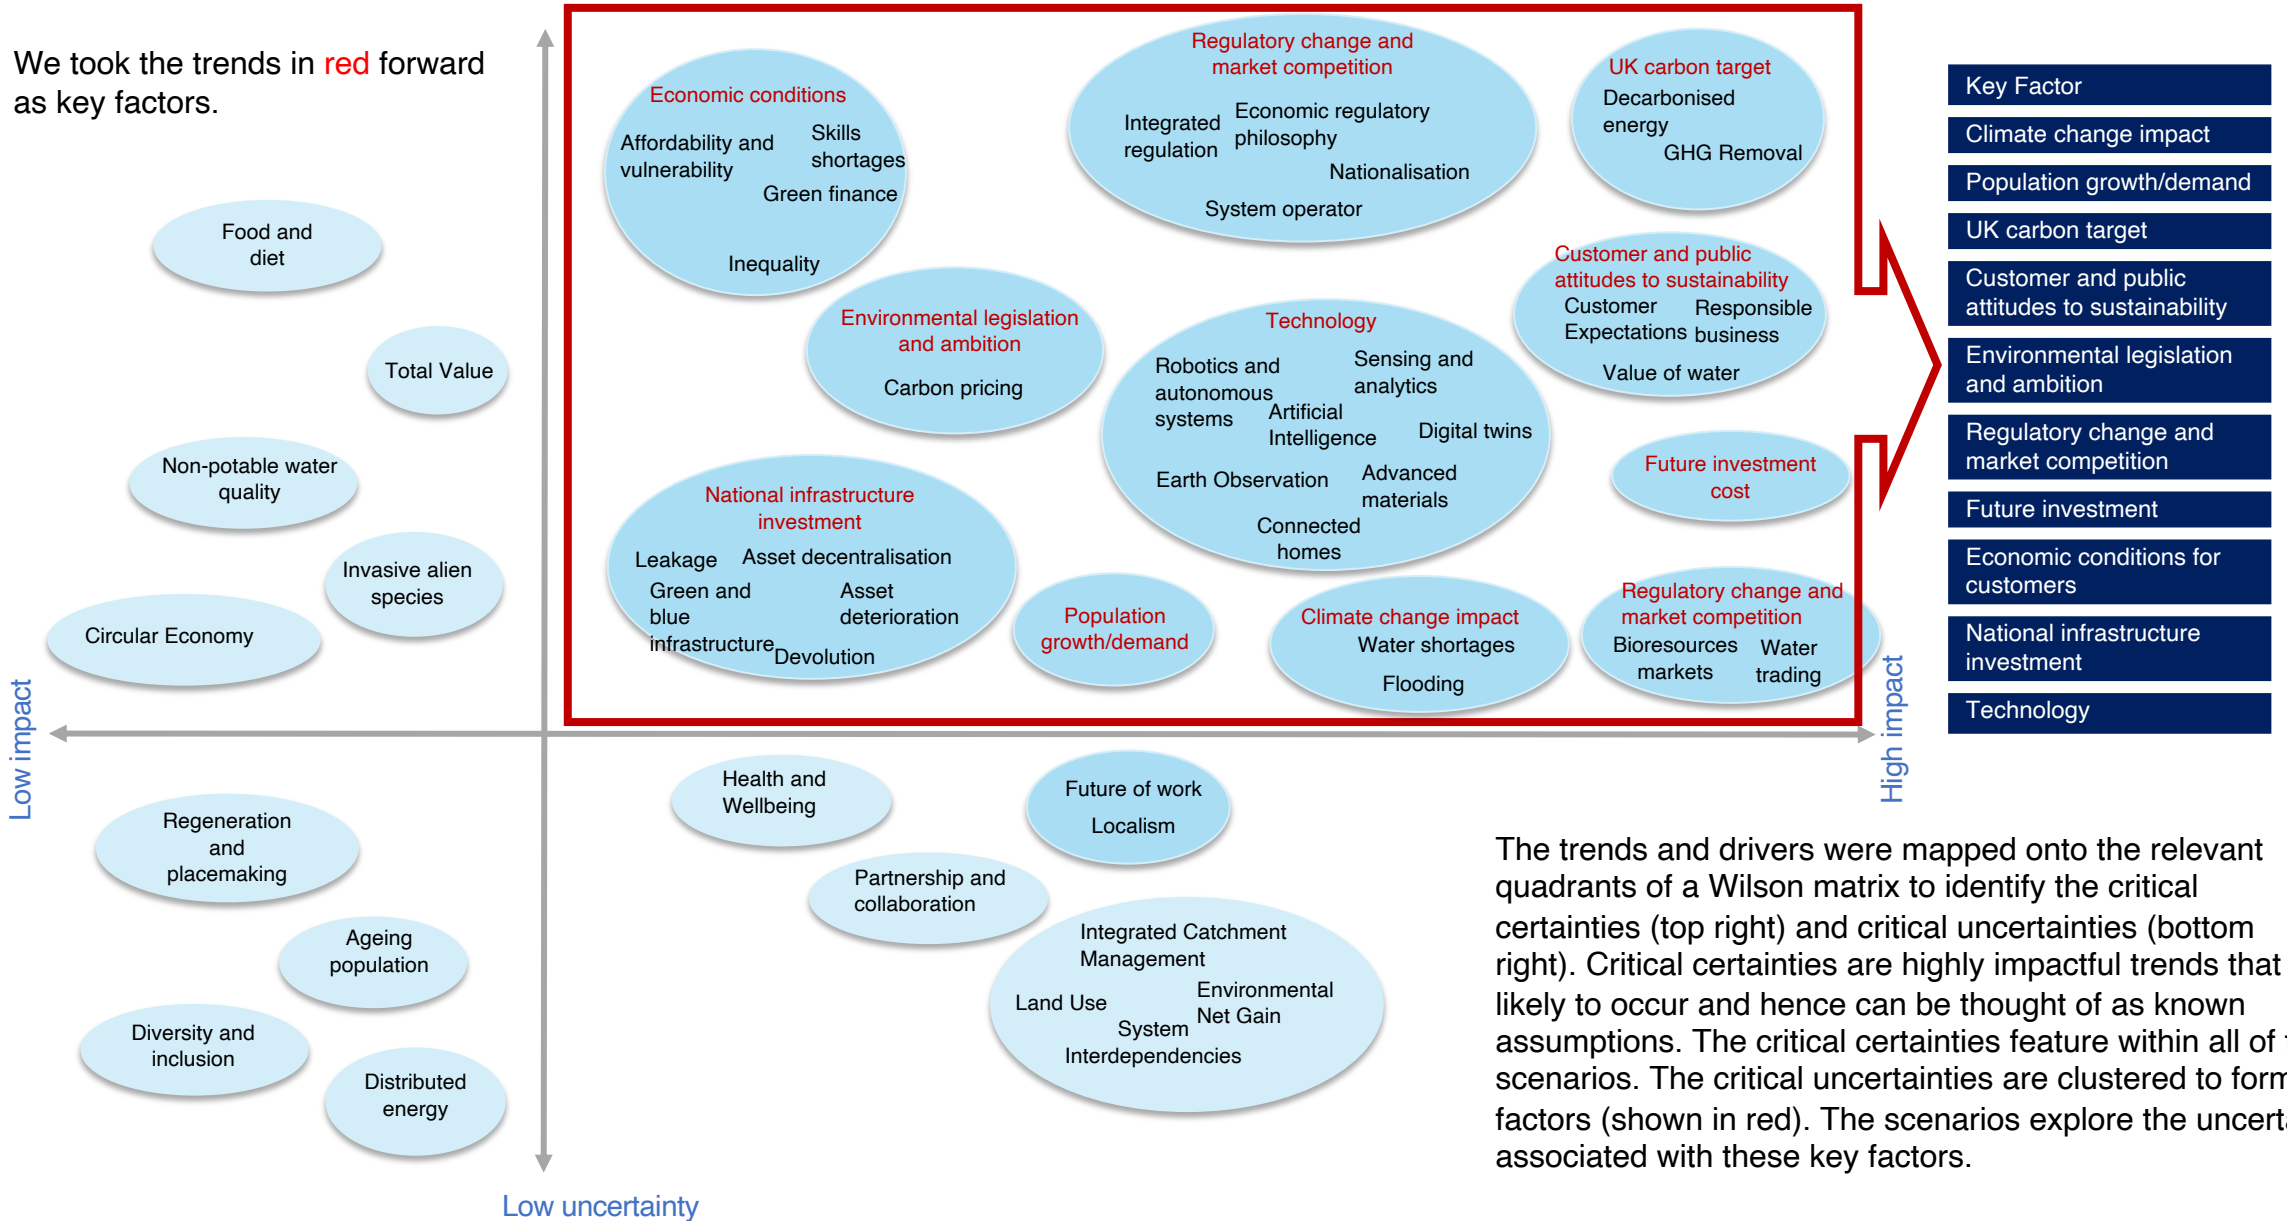 We took the trends in red forward
as key factors.
Economic conditions
Affordability and
vulnerability
Skills
shortages
Green finance
Inequality
Regulatory change and
market competition
Integrated
regulation
Economic regulatory
philosophy
Nationalisation
System operator
UK carbon target
Decarbonised
energy
GHG Removal
Food and
diet
Total Value
Non-potable water
quality
Invasive alien
species
Circular Economy
Environmental legislation
and ambition
Carbon pricing
Technology
Robotics and
autonomous
systems
Sensing and
analytics
Artificial
Intelligence
Digital twins
Earth Observation
Advanced
materials
Connected
homes
Customer and public
attitudes to sustainability
Customer
Expectations
Responsible
business
Value of water
Future investment
cost
National infrastructure
investment
Leakage
Asset decentralisation
Green and
blue
infrastructure
Asset
deterioration
Devolution
Population
growth/demand
Climate change impact
Water shortages
Flooding
Regulatory change and
market competition
Bioresources
markets
Water
trading
Key Factor
Climate change impact
Population growth/demand
UK carbon target
Customer and public
attitudes to sustainability
Environmental legislation
and ambition
Regulatory change and
market competition
Future investment
Economic conditions for
customers
National infrastructure
investment
Technology
Low impact
High impact
Regeneration
and
placemaking
Ageing
population
Diversity and
inclusion
Distributed
energy
Health and
Wellbeing
Future of work
Localism
Partnership and
collaboration
Integrated Catchment
Management
Land Use
Environmental
Net Gain
System
Interdependencies
Low uncertainty
The trends and drivers were mapped onto the relevant
quadrants of a Wilson matrix to identify the critical
certainties (top right) and critical uncertainties (bottom
right). Critical certainties are highly impactful trends that
likely to occur and hence can be thought of as known
assumptions. The critical certainties feature within all of
scenarios. The critical uncertainties are clustered to form
factors (shown in red). The scenarios explore the
associated with these key factors.